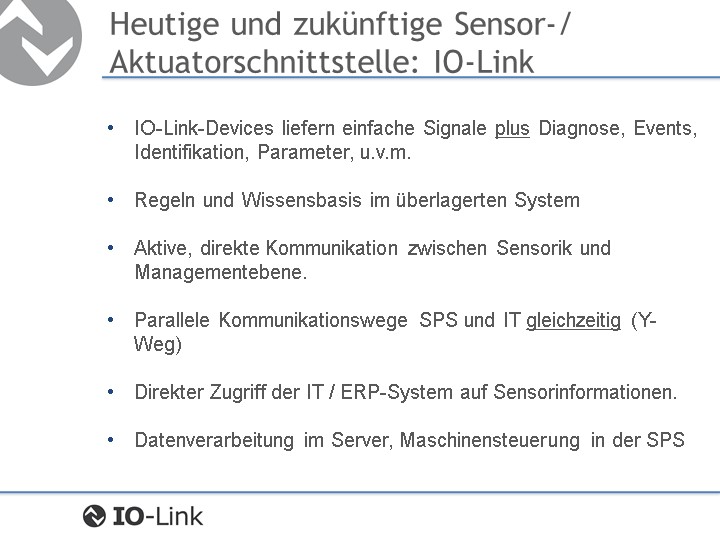 Heutige und zukünftige Sensor-/
Aktuatorschnittstelle: IO-Link
• IO-Link-Devices liefern einfache Signale plus Diagnose, Events,
Identifikation, Parameter, u.v.m.
• Regeln und Wissensbasis im überlagerten System
• Aktive, direkte Kommunikation zwischen Sensorik und
Managementebene.
• Parallele Kommunikationswege SPS und IT gleichzeitig (Y-
Weg)
• Direkter Zugriff der IT / ERP-System auf Sensorinformationen.
• Datenverarbeitung im Server, Maschinensteuerung in der SPS
IO-Link